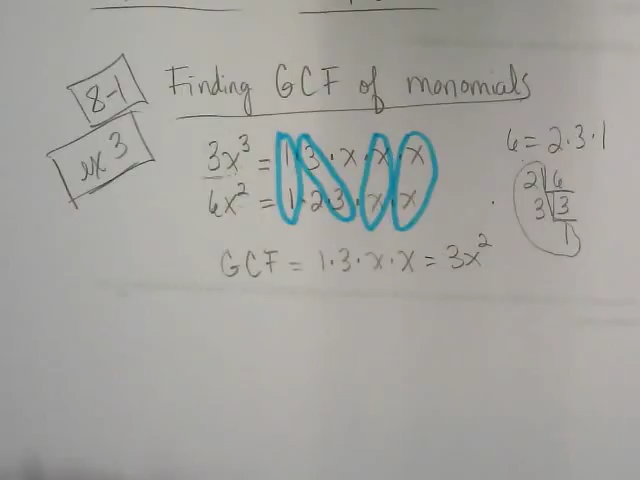 8-1 Finding GCF of monomials
ex 3
3x³ = 1·3·x·x·x
6x² = 1·2·3·x·x
GCF = 1·3·x·x = 3x²
6 = 2·3·1
2 6
3 3
1